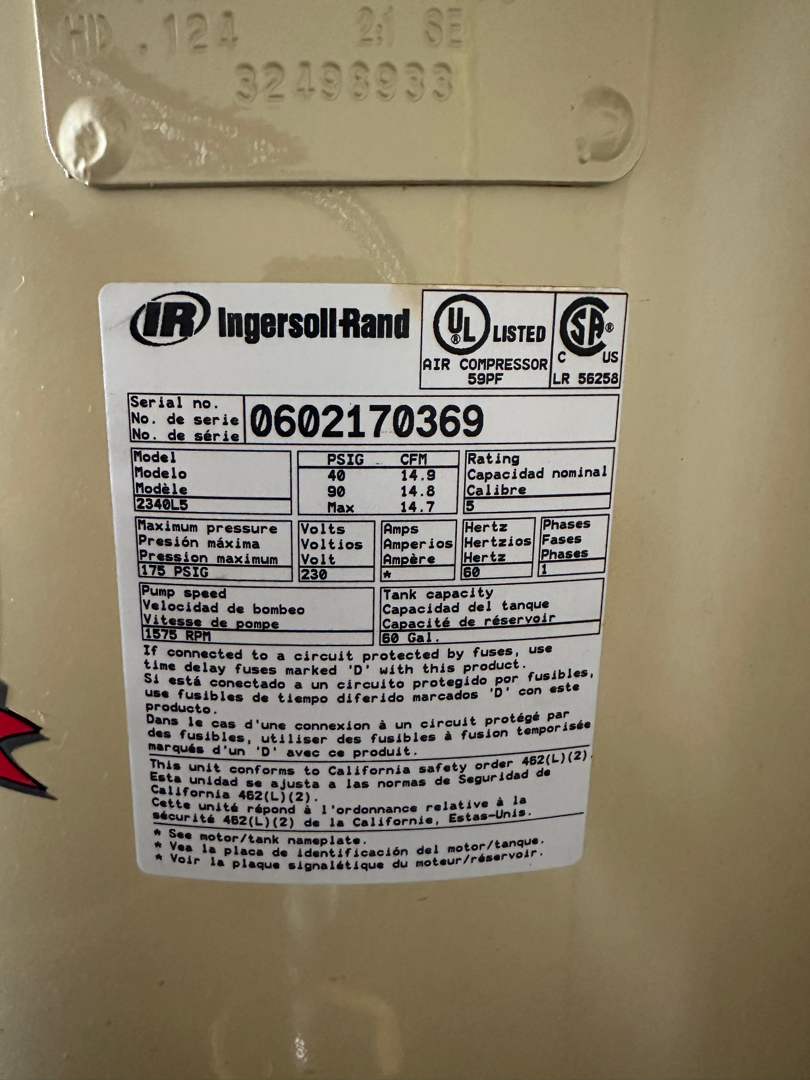 HD .124 2:1 SE
32498933
IR Ingersoll-Rand
UL ® LISTED
AIR COMPRESSOR
59PF
SA ®
C US
LR 56258
Serial no.
No. de serie
No. de série
0602170369
Model
Modelo
Modèle
2340L5
PSIG CFM
40 14.9
90 14.8
Max 14.7
Rating
Capacidad nominal
Calibre
5
Maximum pressure
Presión máxima
Pression maximum
175 PSIG
Volts
Voltios
Volt
230
Amps
Amperios
Ampère
*
Hertz
Hertzios
Hertz
60
Phases
Fases
Phases
1
Pump speed
Velocidad de bombeo
Vitesse de pompe
1575 RPM
Tank capacity
Capacidad del tanque
Capacité de réservoir
60 Gal.
If connected to a circuit protected by fuses, use
time delay fuses marked 'D' with this product.
Si está conectado a un circuito protegido por fusibles,
use fusibles de tiempo diferido marcados 'D' con este
producto.
Dans le cas d'une connexion à un circuit protégé par
des fusibles, utiliser des fusibles à fusion temporisée
marqués d'un 'D' avec ce produit.
This unit conforms to California safety order 462(L)(2).
Esta unidad se ajusta a las normas de Seguridad de
California 462(L)(2).
Cette unité répond à l'ordonnance relative à la
sécurité 462(L)(2) de la Californie, Estas-Unis.
* See motor/tank nameplate.
* Vea la placa de identificación del motor/tanque.
* Voir la plaque signalétique du moteur/réservoir.